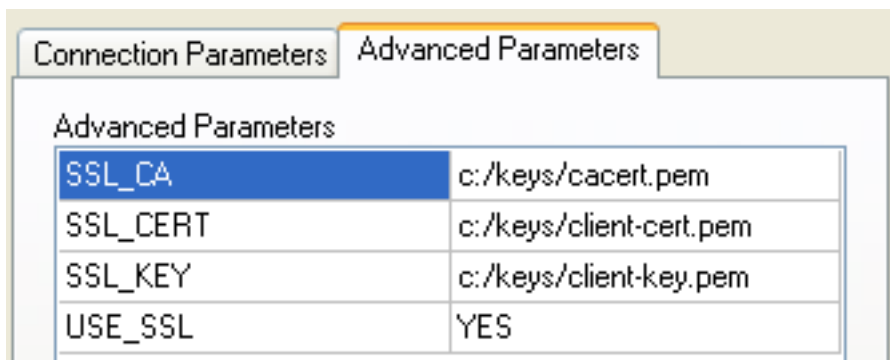 Connection Parameters Advanced Parameters
Advanced Parameters
SSL_CA c:/keys/cacert.pem
SSL_CERT c:/keys/client-cert.pem
SSL_KEY c:/keys/client-key.pem
USE_SSL YES